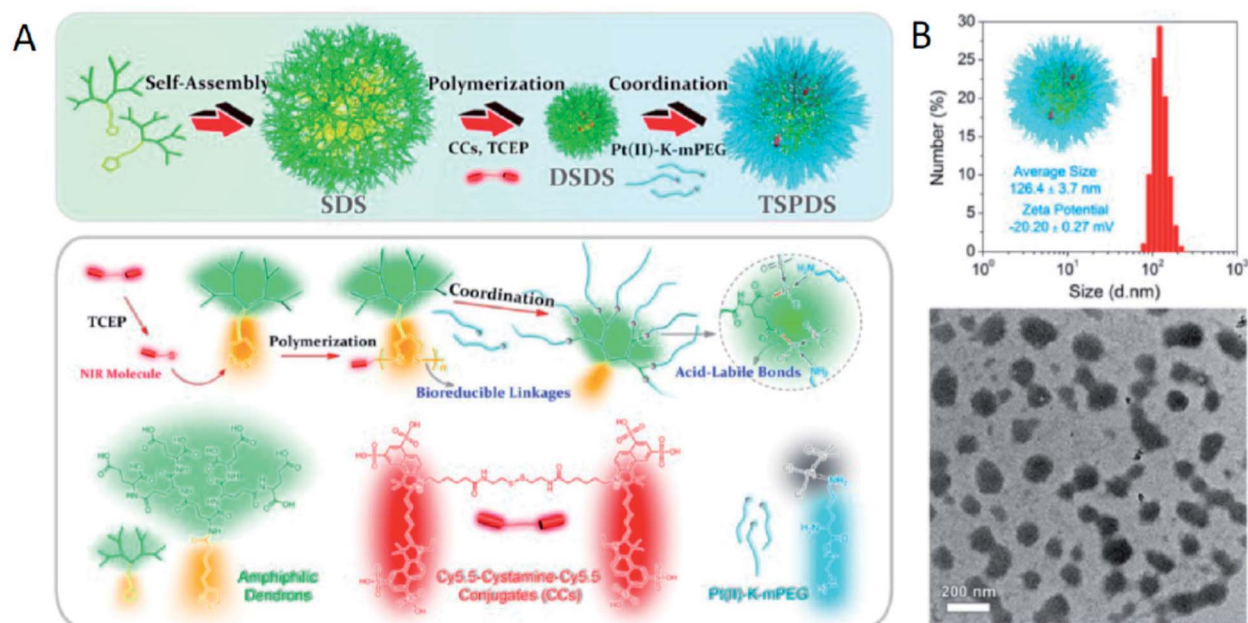 A
Self-Assembly
Polymerization
Coordination
CCs, TCEP
Pt(II)-K-mPEG
SDS
DSDS
TSPDS
TCEP
NIR Molecule
Polymerization
Coordination
Bioreducible Linkages
Acid-Labile Bonds
Amphiphilic
Dendrons
Cy5.5-Cystamine-Cy5.5
Conjugates (CCs)
Pt(II)-K-mPEG
B
Number (%)
30
25
20
15
10
5
0
Average Size
126.4 ± 3.7 nm
Zeta Potential
-20.20 ± 0.27 mV
10⁰ 10¹ 10² 10³
Size (d.nm)
200 nm